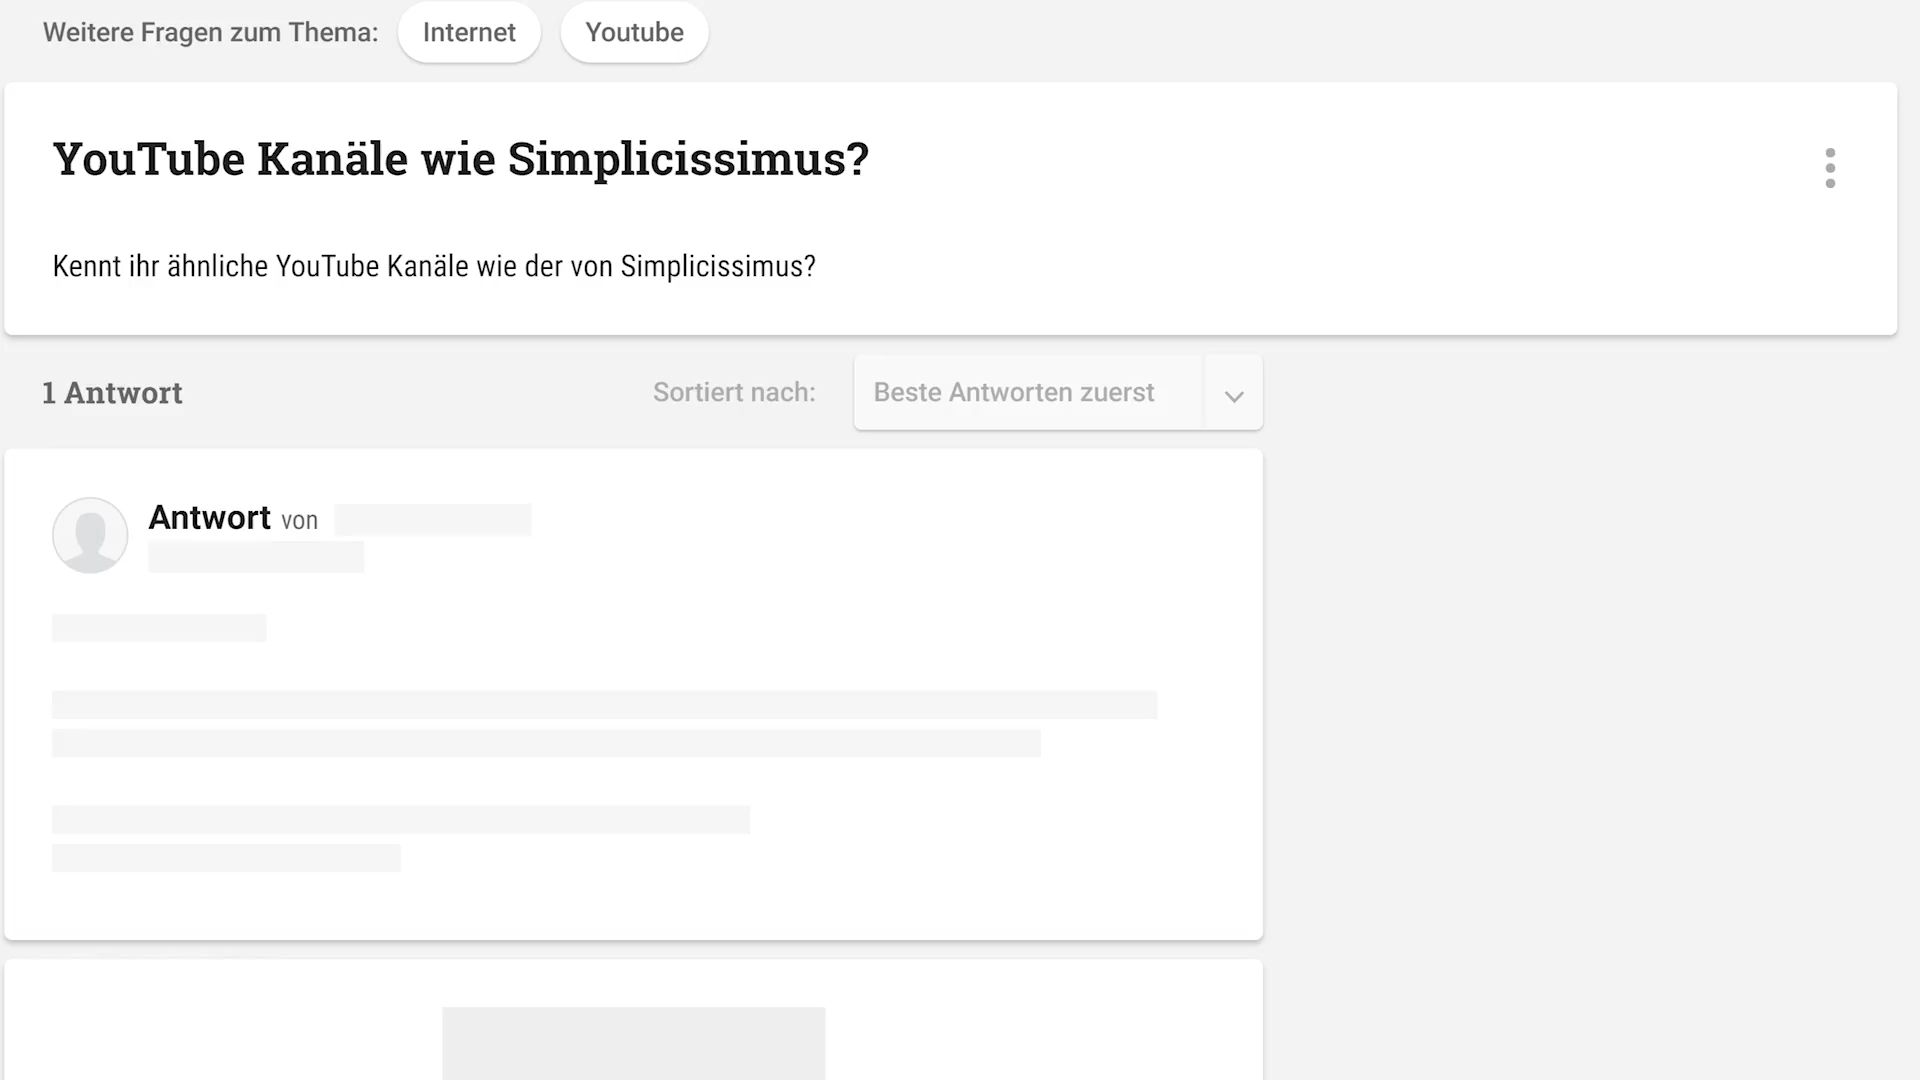 Weitere Fragen zum Thema: Internet Youtube
YouTube Kanäle wie Simplicissimus?
Kennt ihr ähnliche YouTube Kanäle wie der von Simplicissimus?
1 Antwort Sortiert nach: Beste Antworten zuerst
Antwort von